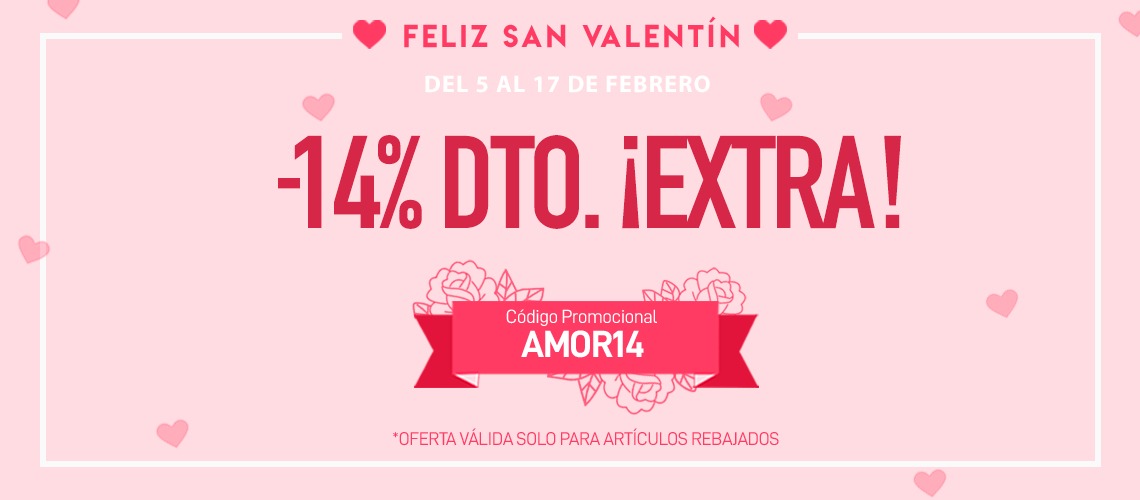 FELIZ SAN VALENTÍN
DEL 5 AL 17 DE FEBRERO
-14% DTO. ¡EXTRA!
Código Promocional
AMOR14
*OFERTA VÁLIDA SOLO PARA ARTÍCULOS REBAJADOS